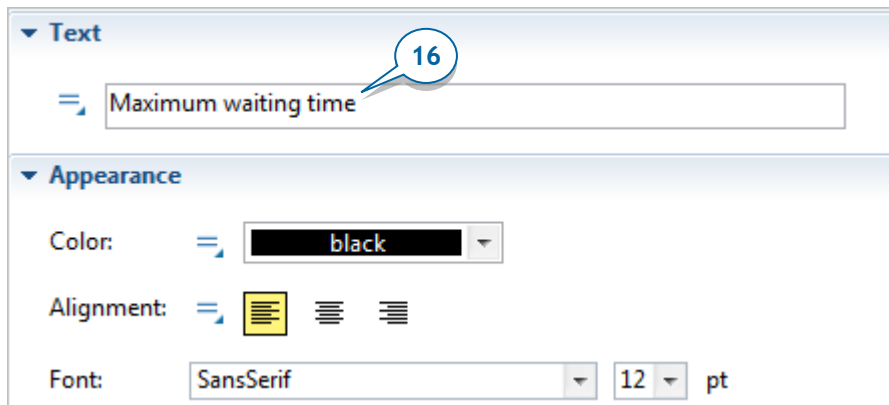 Text
16
Maximum waiting time
Appearance
Color: black
Alignment:
Font: SansSerif 12 pt